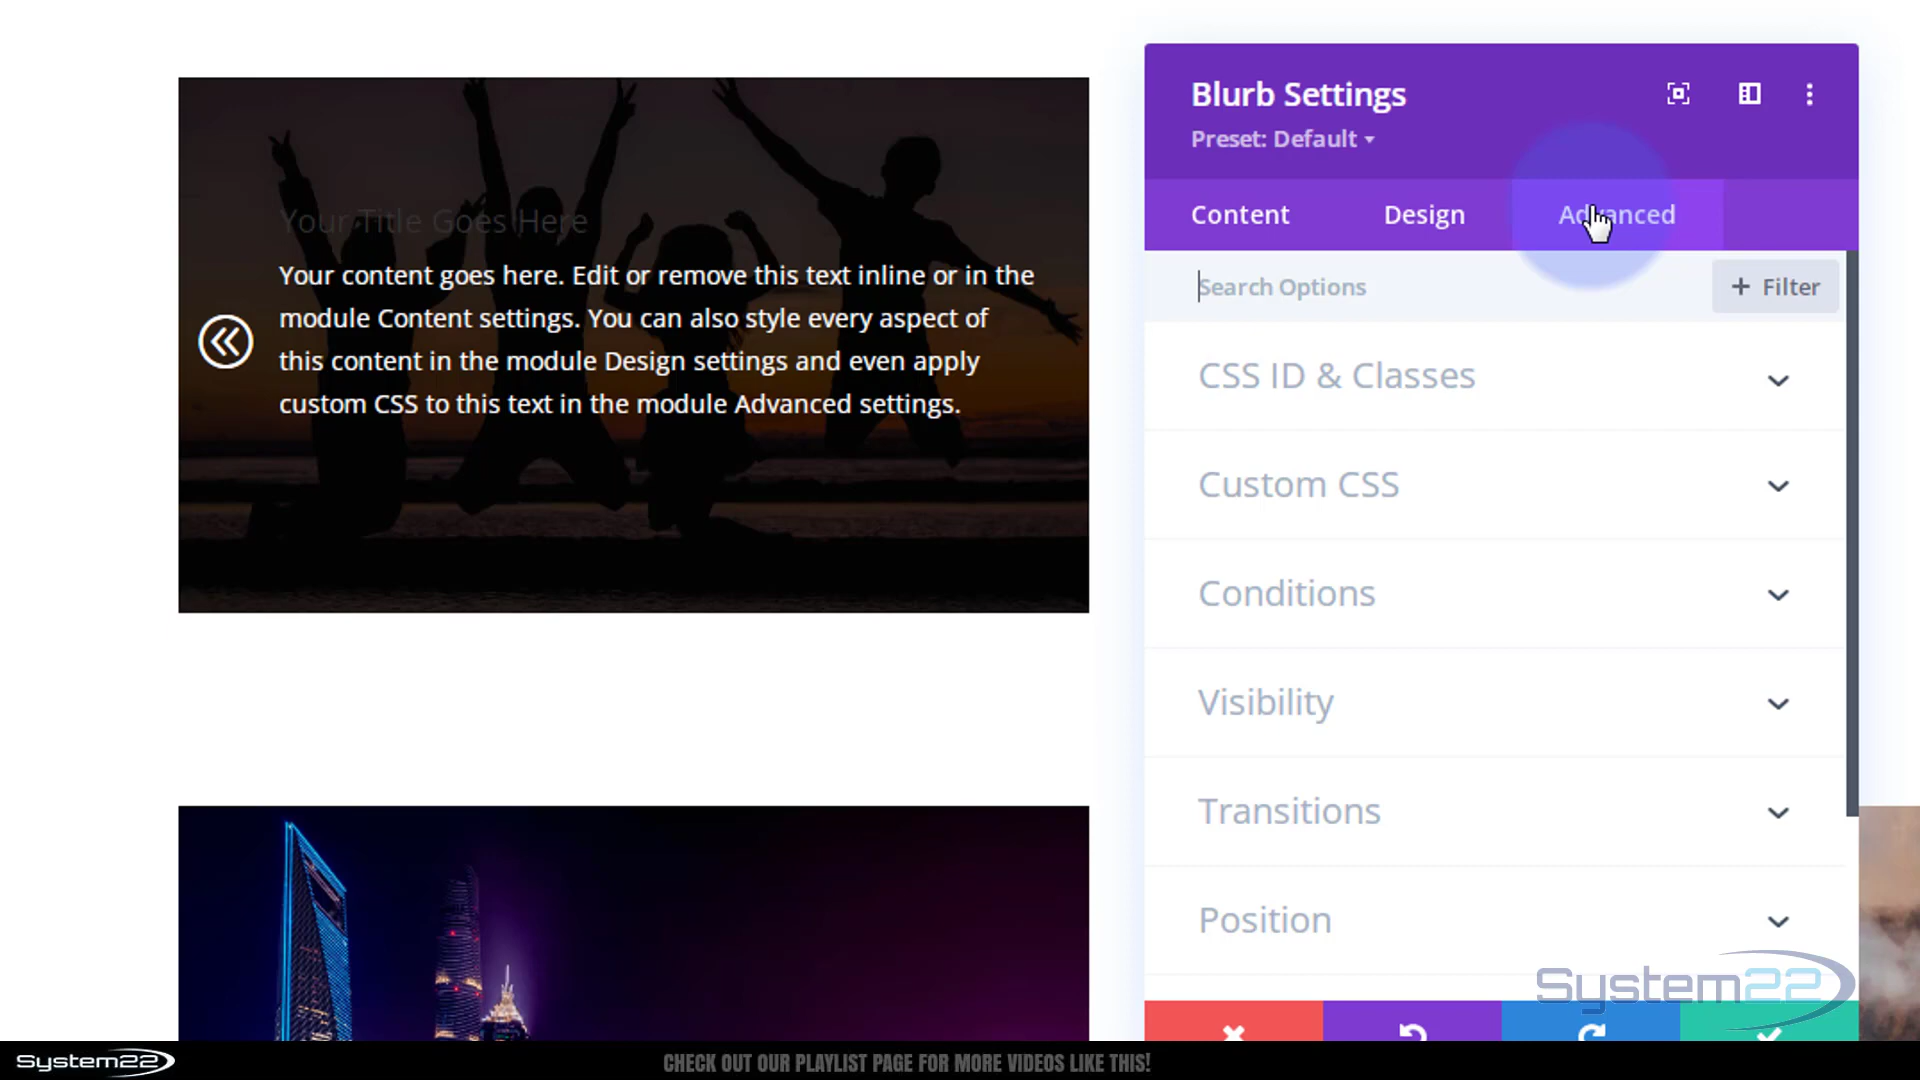 Blurb Settings
Preset: Default
Content
Design
Advanced
Search Options
+ Filter
CSS ID & Classes
Custom CSS
Conditions
Visibility
Transitions
Position
Your Title Goes Here
Your content goes here. Edit or remove this text inline or in the
module Content settings. You can also style every aspect of
this content in the module Design settings and even apply
custom CSS to this text in the module Advanced settings.
System22
System22
CHECK OUT OUR PLAYLIST PAGE FOR MORE VIDEOS LIKE THIS!